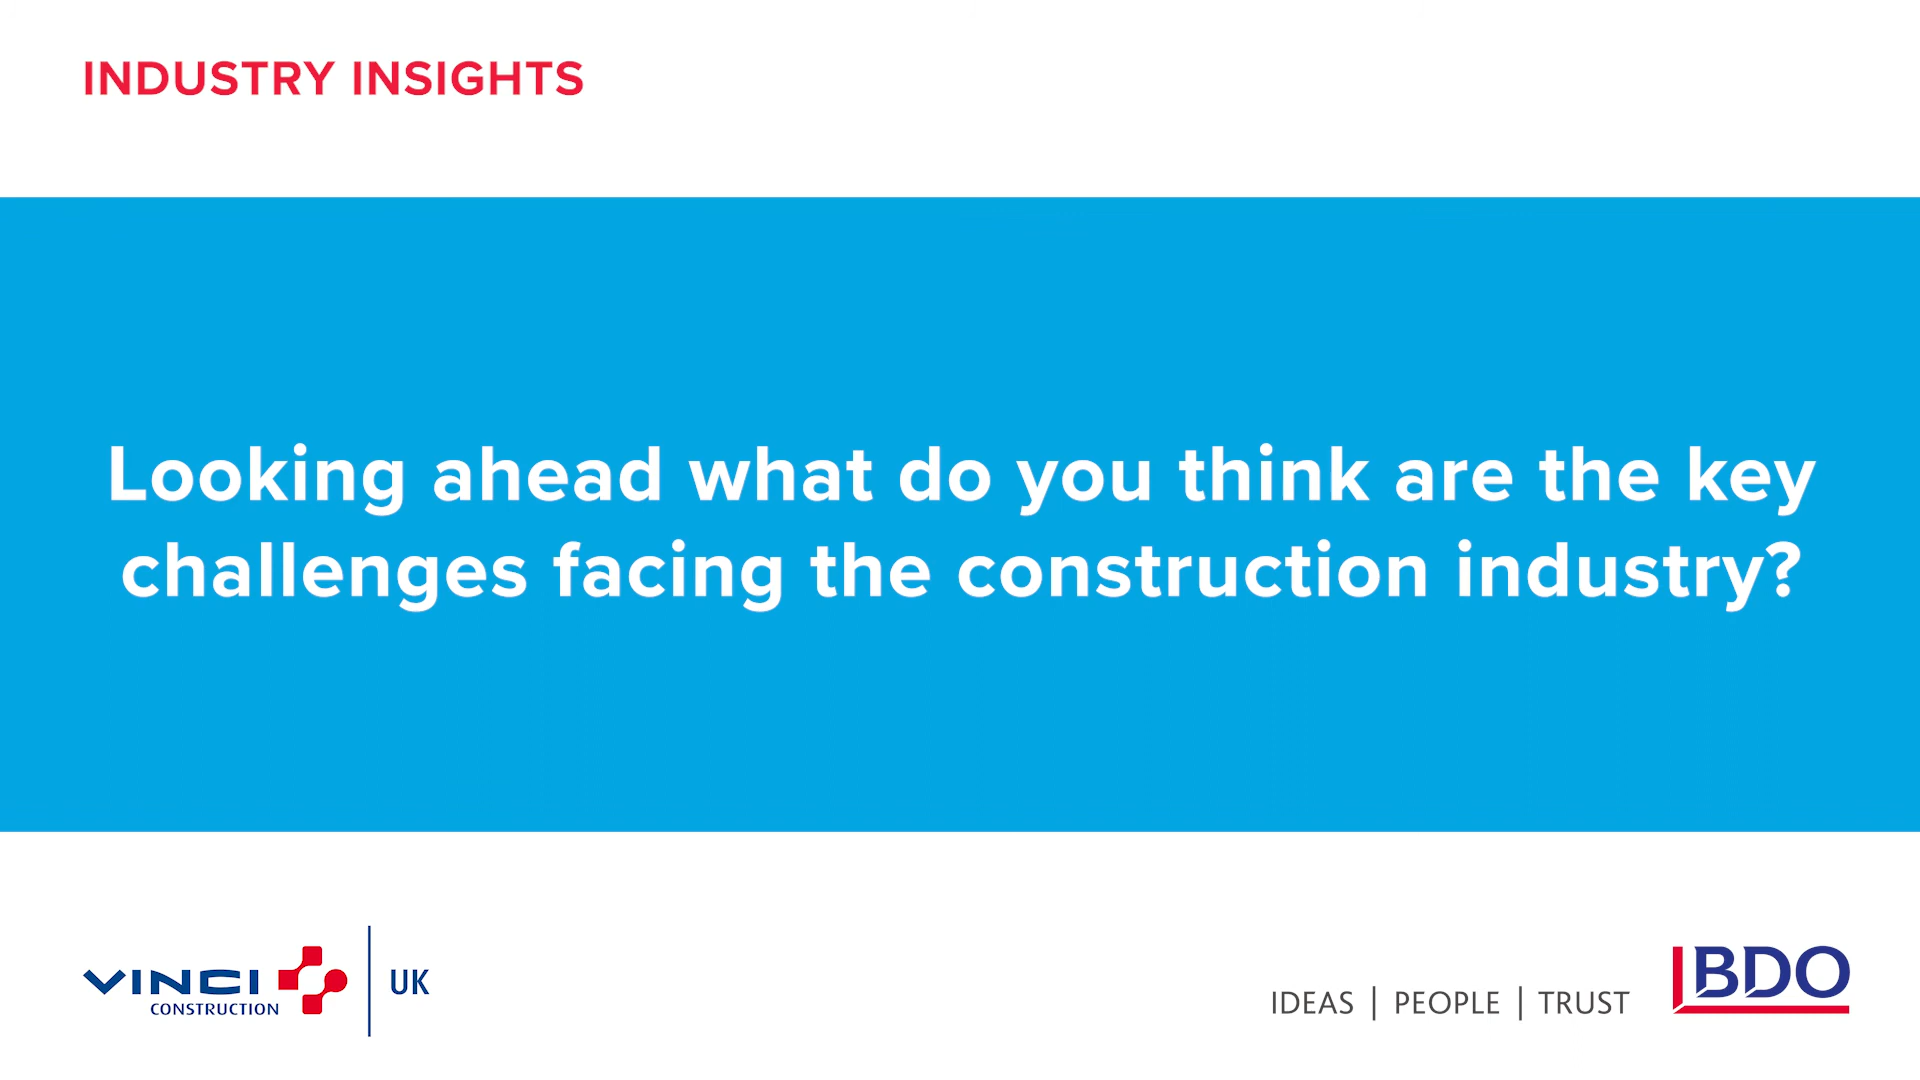 INDUSTRY INSIGHTS
Looking ahead what do you think are the key
challenges facing the construction industry?
VINCI
CONSTRUCTION
UK
IDEAS | PEOPLE | TRUST
BDO